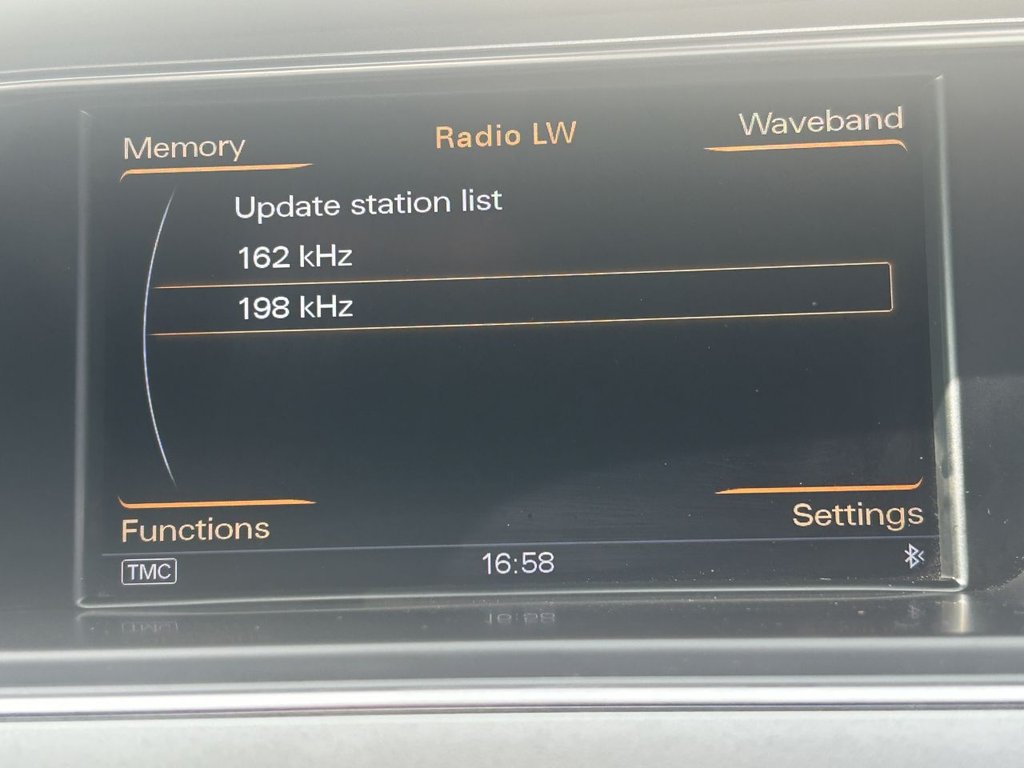 Memory
Radio LW
Waveband
Update station list
162 kHz
198 kHz
Functions
Settings
TMC
16:58